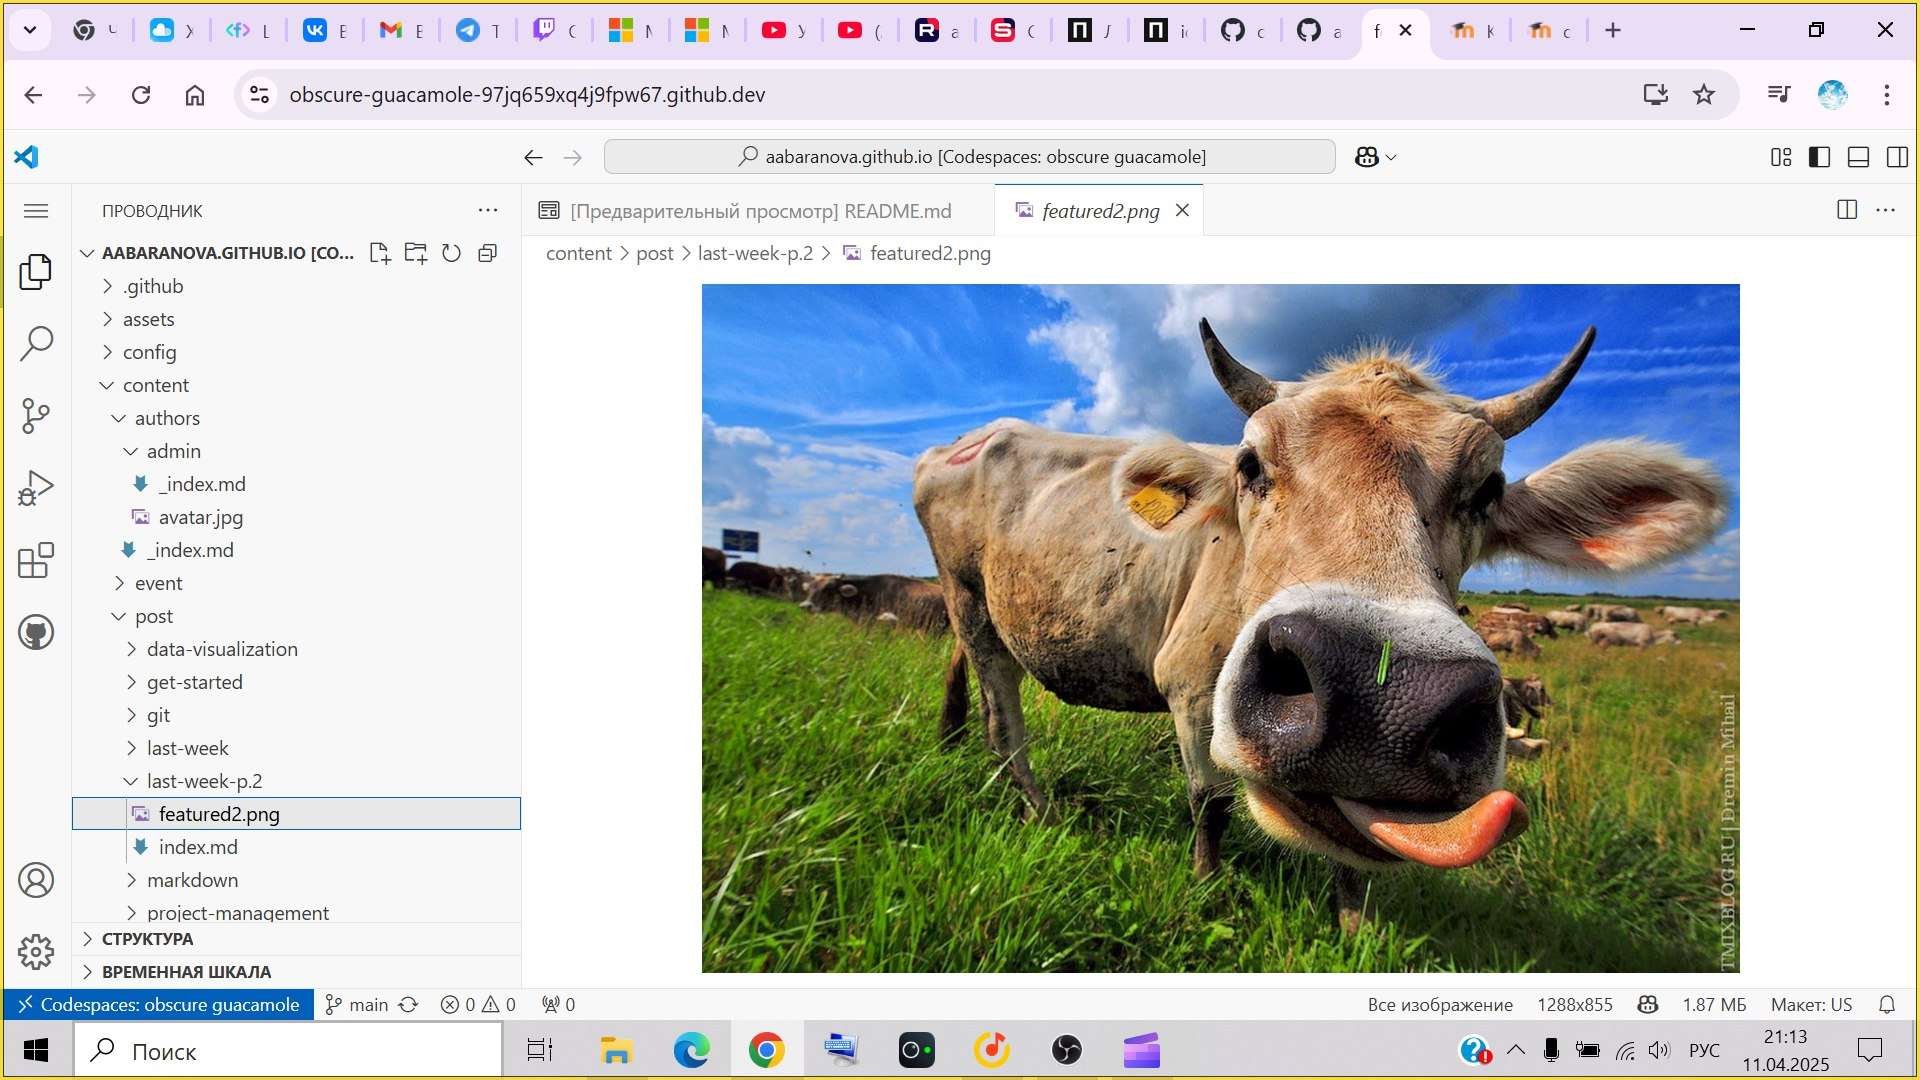 obscure-guacamole-97jq659xq4j9fpw67.github.dev
aabaranova.github.io [Codespaces: obscure guacamole]
ПРОВОДНИК
[Предварительный просмотр] README.md
featured2.png
AABARANOVA.GITHUB.IO [CO...
content > post > last-week-p.2 > featured2.png
.github
assets
config
content
authors
admin
_index.md
avatar.jpg
_index.md
event
post
data-visualization
get-started
git
last-week
last-week-p.2
featured2.png
index.md
markdown
project-management
СТРУКТУРА
ВРЕМЕННАЯ ШКАЛА
TMXBLOG.RU | Dremin Mihail
Codespaces: obscure guacamole
main
0
0
0
Все изображение
1288x855
1.87 МБ
Макет: US
Поиск
РУС
21:13
11.04.2025